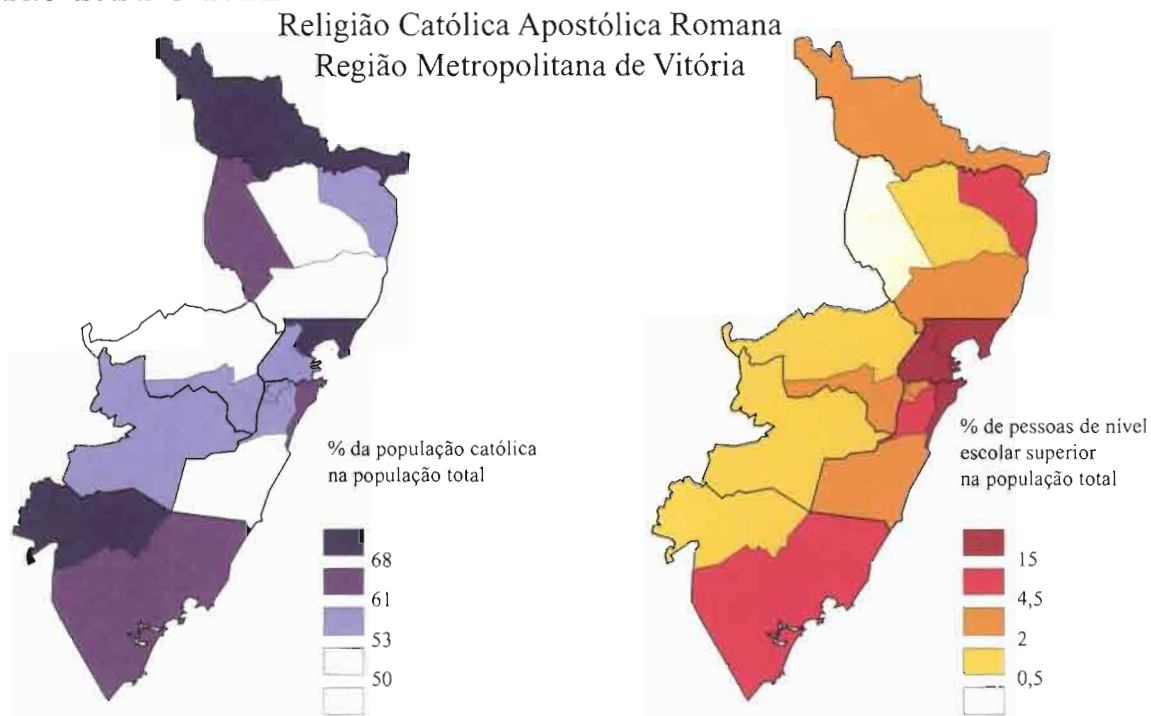 Religião Católica Apostólica Romana
Região Metropolitana de Vitória
% da população católica
na população total
68
61
53
50
% de pessoas de nível
escolar superior
na população total
15
4,5
2
0,5